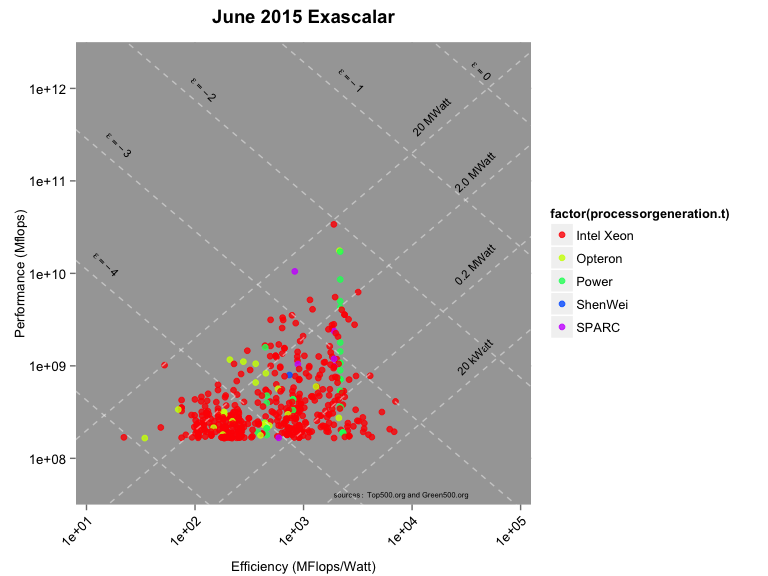 June 2015 Exascalar
Performance (Mflops)
1e+12
1e+11
1e+10
1e+09
1e+08
ε = −4
ε = −3
ε = −2
ε = −1
ε = 0
20 MWatt
2.0 MWatt
0.2 MWatt
20 kWatt
sources: Top500.org and Green500.org
1e+01
1e+02
1e+03
1e+04
1e+05
Efficiency (MFlops/Watt)
factor(processorgeneration.t)
Intel Xeon
Opteron
Power
ShenWei
SPARC